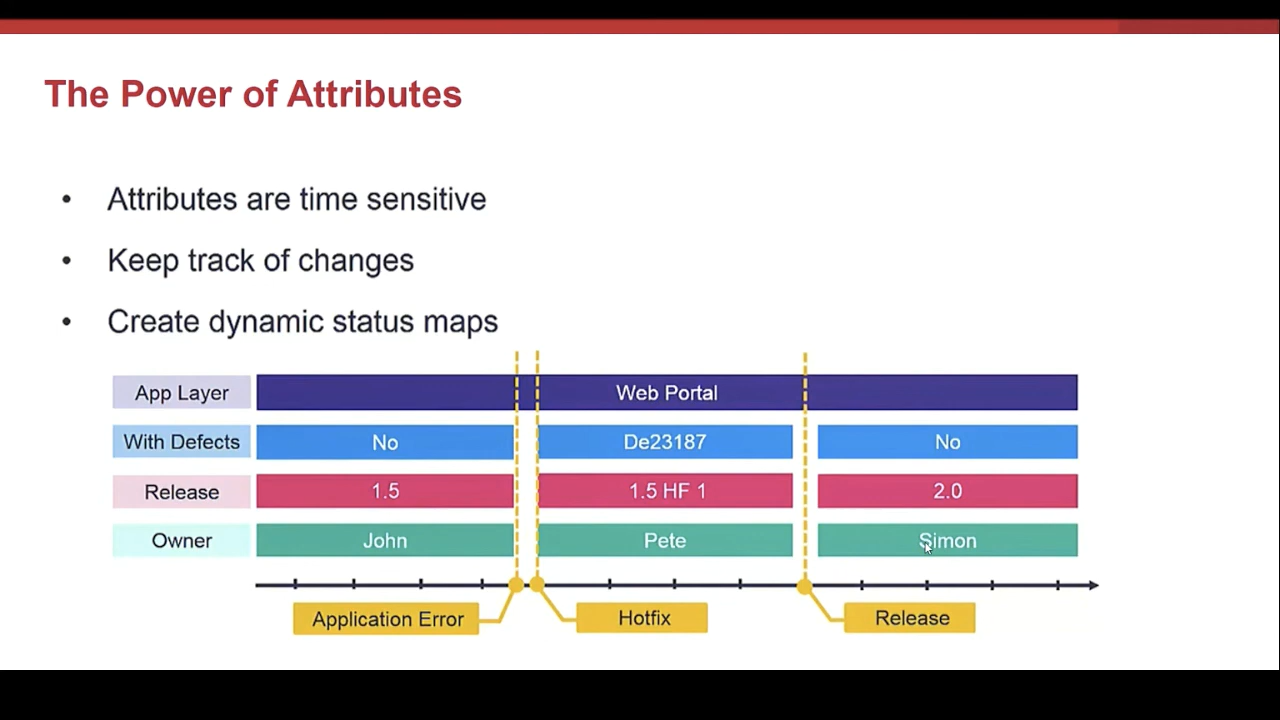 The Power of Attributes
• Attributes are time sensitive
• Keep track of changes
• Create dynamic status maps
App Layer Web Portal
With Defects No De23187 No
Release 1.5 1.5 HF 1 2.0
Owner John Pete Simon
Application Error Hotfix Release